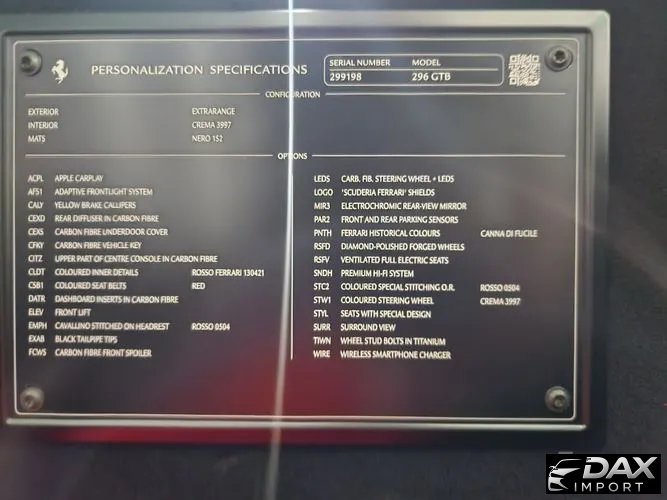 PERSONALIZATION SPECIFICATIONS
SERIAL NUMBER MODEL
299198 296 GTB
CONFIGURATION
EXTERIOR EXTRARANGE
INTERIOR CREMA 3997
MATS NERO 152
OPTIONS
ACPL APPLE CARPLAY
AFS1 ADAPTIVE FRONTLIGHT SYSTEM
CALY YELLOW BRAKE CALLIPERS
CEXD REAR DIFFUSER IN CARBON FIBRE
CEXS CARBON FIBRE UNDERDOOR COVER
CFKY CARBON FIBRE VEHICLE KEY
CITZ UPPER PART OF CENTRE CONSOLE IN CARBON FIBRE
CLDT COLOURED INNER DETAILS ROSSO FERRARI 130421
CSB1 COLOURED SEAT BELTS RED
DATR DASHBOARD INSERTS IN CARBON FIBRE
ELEV FRONT LIFT
EMPH CAVALLINO STITCHED ON HEADREST ROSSO 0504
EXAB BLACK TAILPIPE TIPS
FCWS CARBON FIBRE FRONT SPOILER
LEDS CARB. FIB. STEERING WHEEL + LEDS
LOGO 'SCUDERIA FERRARI' SHIELDS
MIR3 ELECTROCHROMIC REAR-VIEW MIRROR
PAR2 FRONT AND REAR PARKING SENSORS
PNTH FERRARI HISTORICAL COLOURS CANNA DI FUCILE
RSFD DIAMOND-POLISHED FORGED WHEELS
RSFV VENTILATED FULL ELECTRIC SEATS
SNDH PREMIUM HI-FI SYSTEM
STC2 COLOURED SPECIAL STITCHING O.R. ROSSO 0504
STW1 COLOURED STEERING WHEEL CREMA 3997
STYL SEATS WITH SPECIAL DESIGN
SURR SURROUND VIEW
TIWN WHEEL STUD BOLTS IN TITANIUM
WIRE WIRELESS SMARTPHONE CHARGER
DAX
IMPORT